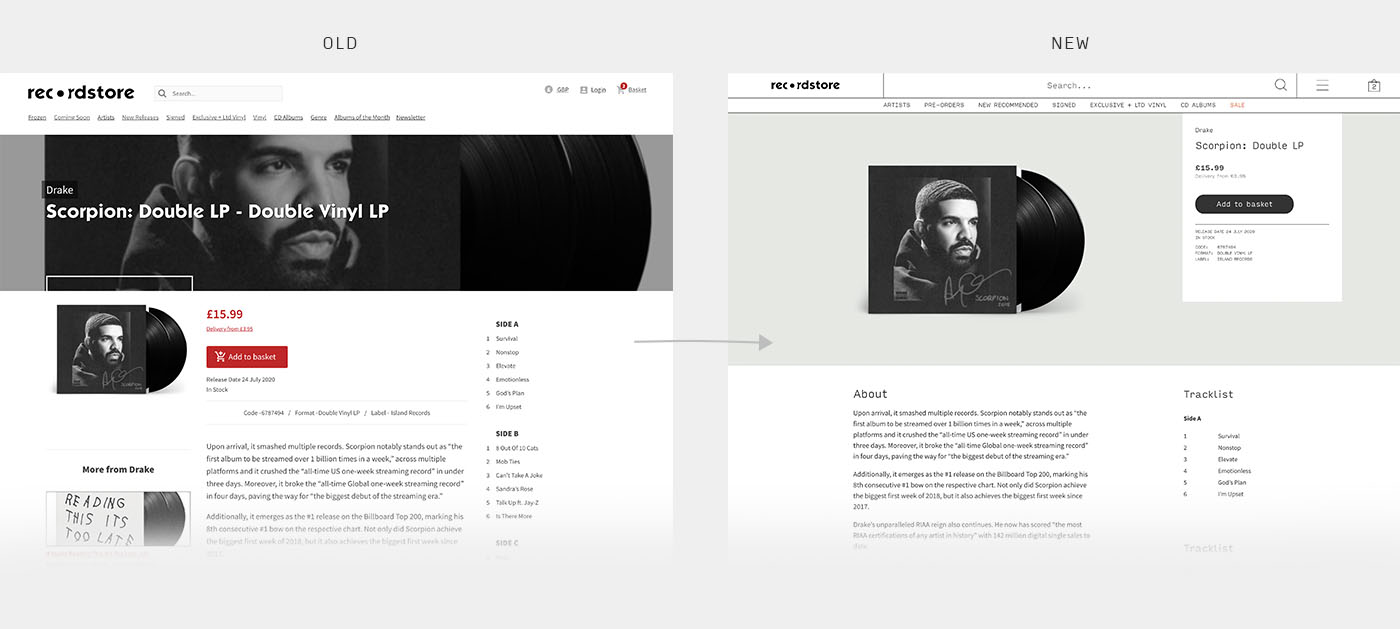 OLD
NEW
rec•rdstore
Search...
GBP
Login
3
Basket
Frozen Coming Soon Artists New Releases Signed Exclusive + Ltd Vinyl Vinyl CD Albums Genre Albums of the Month Newsletter
Drake
Scorpion: Double LP - Double Vinyl LP
SCORPION
£15.99
Delivery from £3.95
Add to basket
Release Date 24 July 2020
In Stock
Code -6787494 / Format -Double Vinyl LP / Label - Island Records
Upon arrival, it smashed multiple records. Scorpion notably stands out as “the
first album to be streamed over 1 billion times in a week,” across multiple
platforms and it crushed the “all-time US one-week streaming record” in under
three days. Moreover, it broke the “all-time Global one-week streaming record”
in four days, paving the way for “the biggest debut of the streaming era.”
Additionally, it emerges as the #1 release on the Billboard Top 200, marking his
8th consecutive #1 bow on the respective chart. Not only did Scorpion achieve
the biggest first week of 2018, but it also achieves the biggest first week since
2017.
More from Drake
READING
THIS ITS
TOO LATE
SIDE A
1 Survival
2 Nonstop
3 Elevate
4 Emotionless
5 God's Plan
6 I'm Upset
SIDE B
1 8 Out Of 10 Cats
2 Mob Ties
3 Can't Take A Joke
4 Sandra's Rose
5 Talk Up ft. Jay-Z
6 Is There More
SIDE C
rec•rdstore
Search...
2
ARTISTS PRE-ORDERS NEW RECOMMENDED SIGNED EXCLUSIVE + LTD VINYL CD ALBUMS SALE
SCORPION
Drake
Scorpion: Double LP
£15.99
Delivery from £3.95
Add to basket
RELEASE DATE 24 JULY 2020
IN STOCK
CODE: 6787494
FORMAT: DOUBLE VINYL LP
LABEL: ISLAND RECORDS
About
Upon arrival, it smashed multiple records. Scorpion notably stands out as “the
first album to be streamed over 1 billion times in a week,” across multiple
platforms and it crushed the “all-time US one-week streaming record” in under
three days. Moreover, it broke the “all-time Global one-week streaming record”
in four days, paving the way for “the biggest debut of the streaming era.”
Additionally, it emerges as the #1 release on the Billboard Top 200, marking his
8th consecutive #1 bow on the respective chart. Not only did Scorpion achieve
the biggest first week of 2018, but it also achieves the biggest first week since
2017.
Drake's unparalleled RIAA reign also continues. He now has scored “the most
RIAA certifications of any artist in history” with 142 million digital single sales to
date.
Tracklist
Side A
1 Survival
2 Nonstop
3 Elevate
4 Emotionless
5 God's Plan
6 I'm Upset
Tracklist